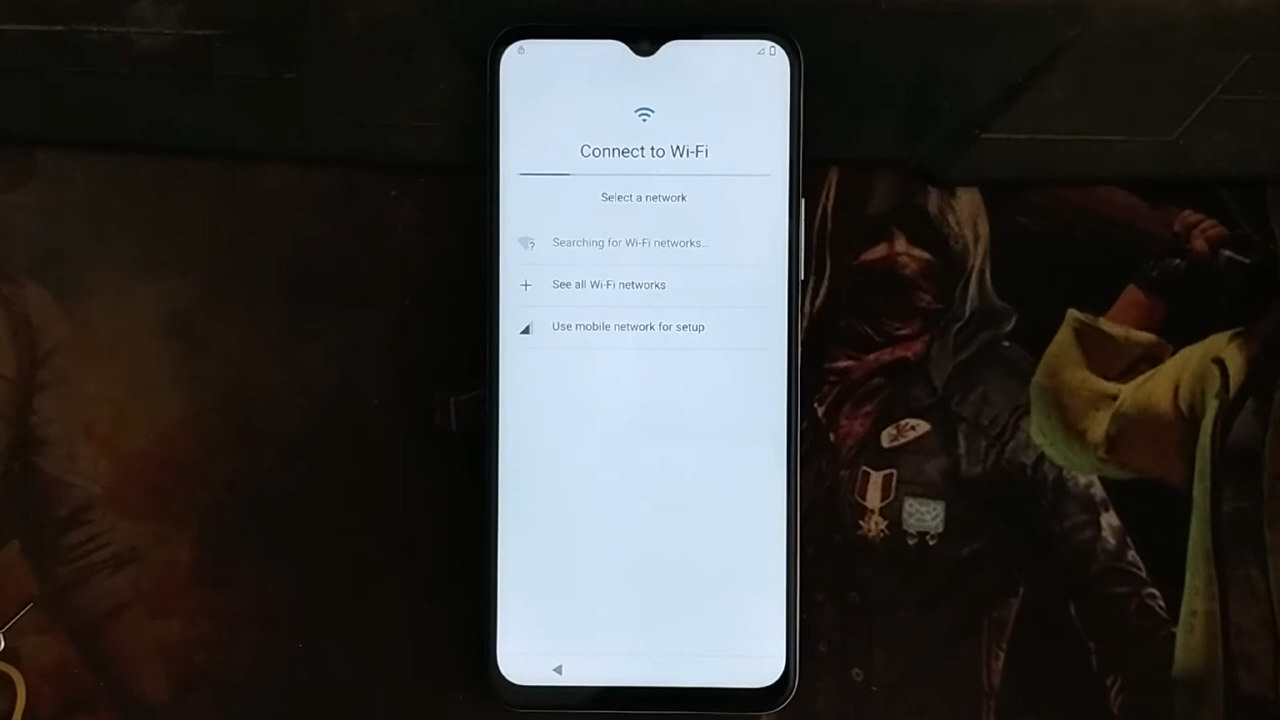 Connect to Wi-Fi
Select a network
Searching for Wi-Fi networks…
See all Wi-Fi networks
Use mobile network for setup